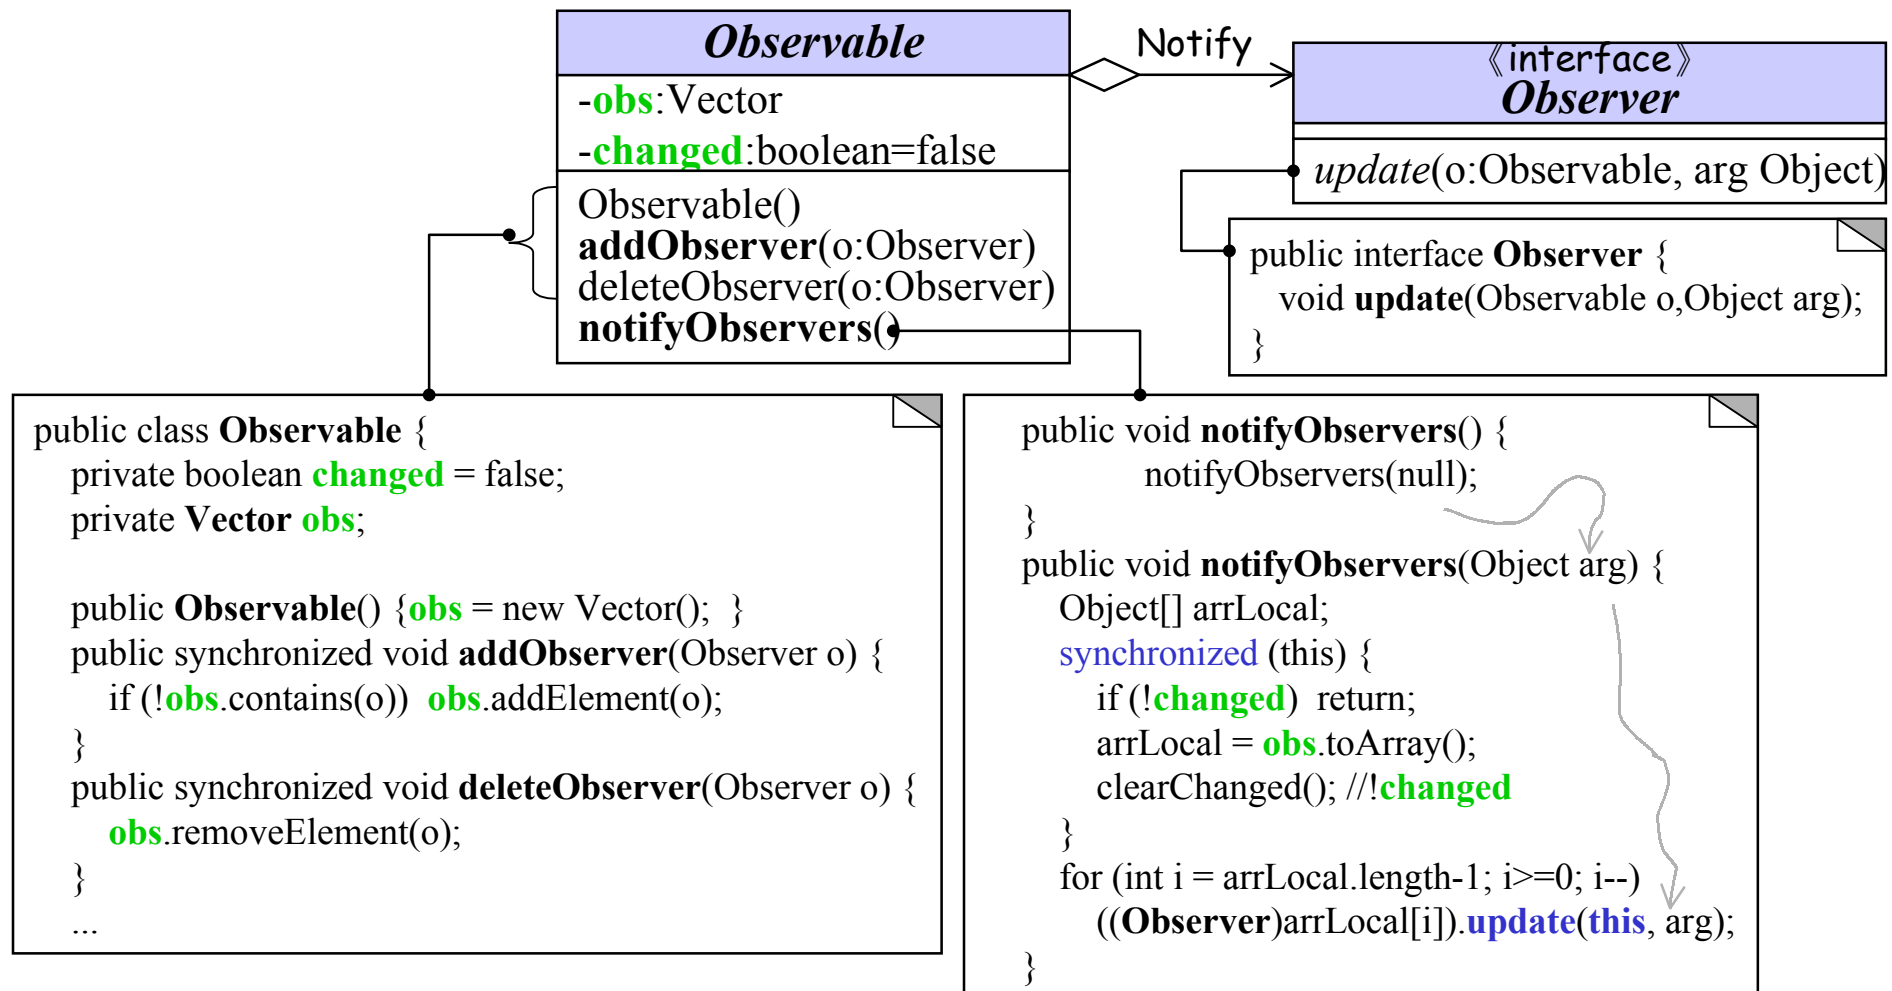 Observable
-obs:Vector
-changed:boolean=false
Observable()
addObserver(o:Observer)
deleteObserver(o:Observer)
notifyObservers()
Notify
《interface》
Observer
update(o:Observable, arg Object)
public interface Observer {
void update(Observable o,Object arg);
}
public class Observable {
private boolean changed = false;
private Vector obs;
public Observable() {obs = new Vector(); }
public synchronized void addObserver(Observer o) {
if (!obs.contains(o)) obs.addElement(o);
}
public synchronized void deleteObserver(Observer o) {
obs.removeElement(o);
}
...
public void notifyObservers() {
notifyObservers(null);
}
public void notifyObservers(Object arg) {
Object[] arrLocal;
synchronized (this) {
if (!changed) return;
arrLocal = obs.toArray();
clearChanged(); //!changed
}
for (int i = arrLocal.length-1; i>=0; i--)
((Observer)arrLocal[i]).update(this, arg);
}